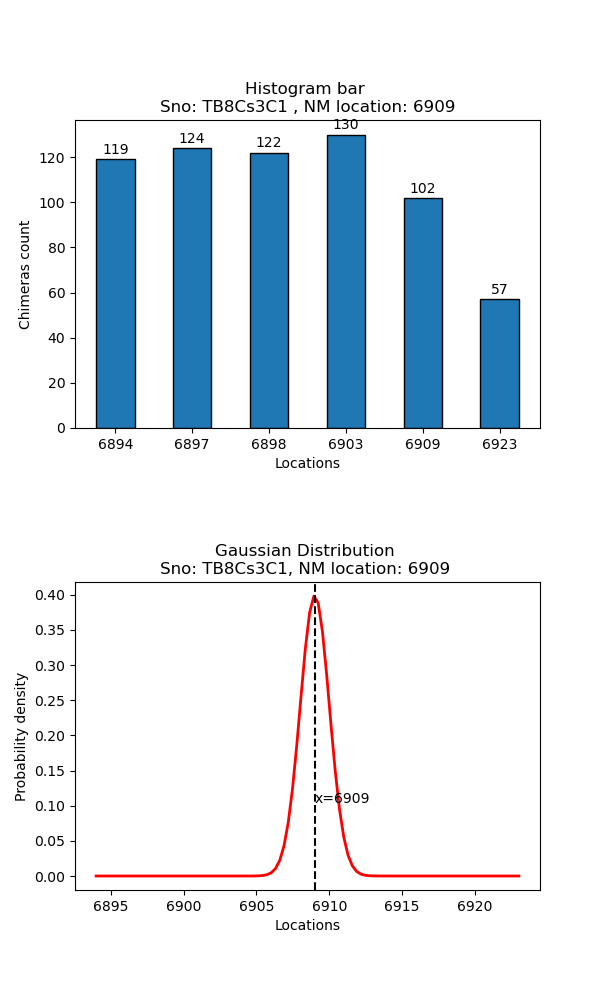 Histogram bar
Sno: TB8Cs3C1 , NM location: 6909
130
124
122
119
102
57
120
100
80
60
40
20
0
Chimeras count
6894 6897 6898 6903 6909 6923
Locations
Gaussian Distribution
Sno: TB8Cs3C1, NM location: 6909
0.40
0.35
0.30
0.25
0.20
0.15
0.10
0.05
0.00
Probability density
x=6909
6895 6900 6905 6910 6915 6920
Locations